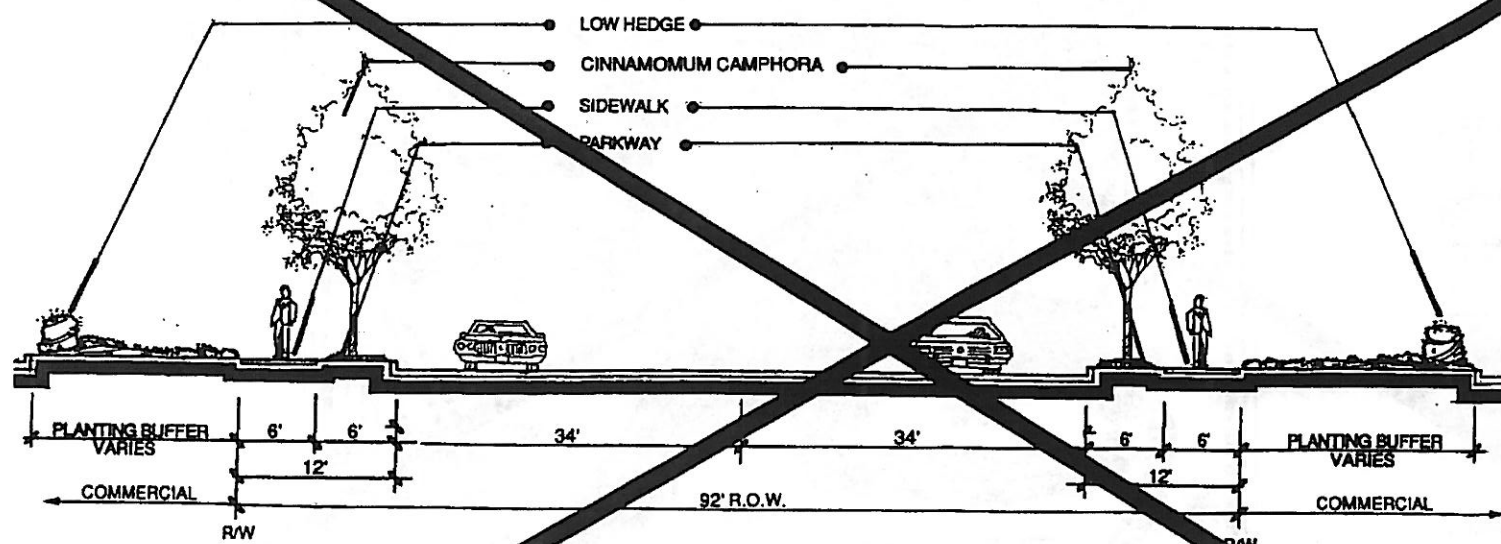 LOW HEDGE
CINNAMOMUM CAMPHORA
SIDEWALK
PARKWAY
PLANTING BUFFER
VARIES
6'
6'
34'
34'
6'
6'
PLANTING BUFFER
VARIES
12'
12'
COMMERCIAL
92' R.O.W.
COMMERCIAL
R/W
R/W